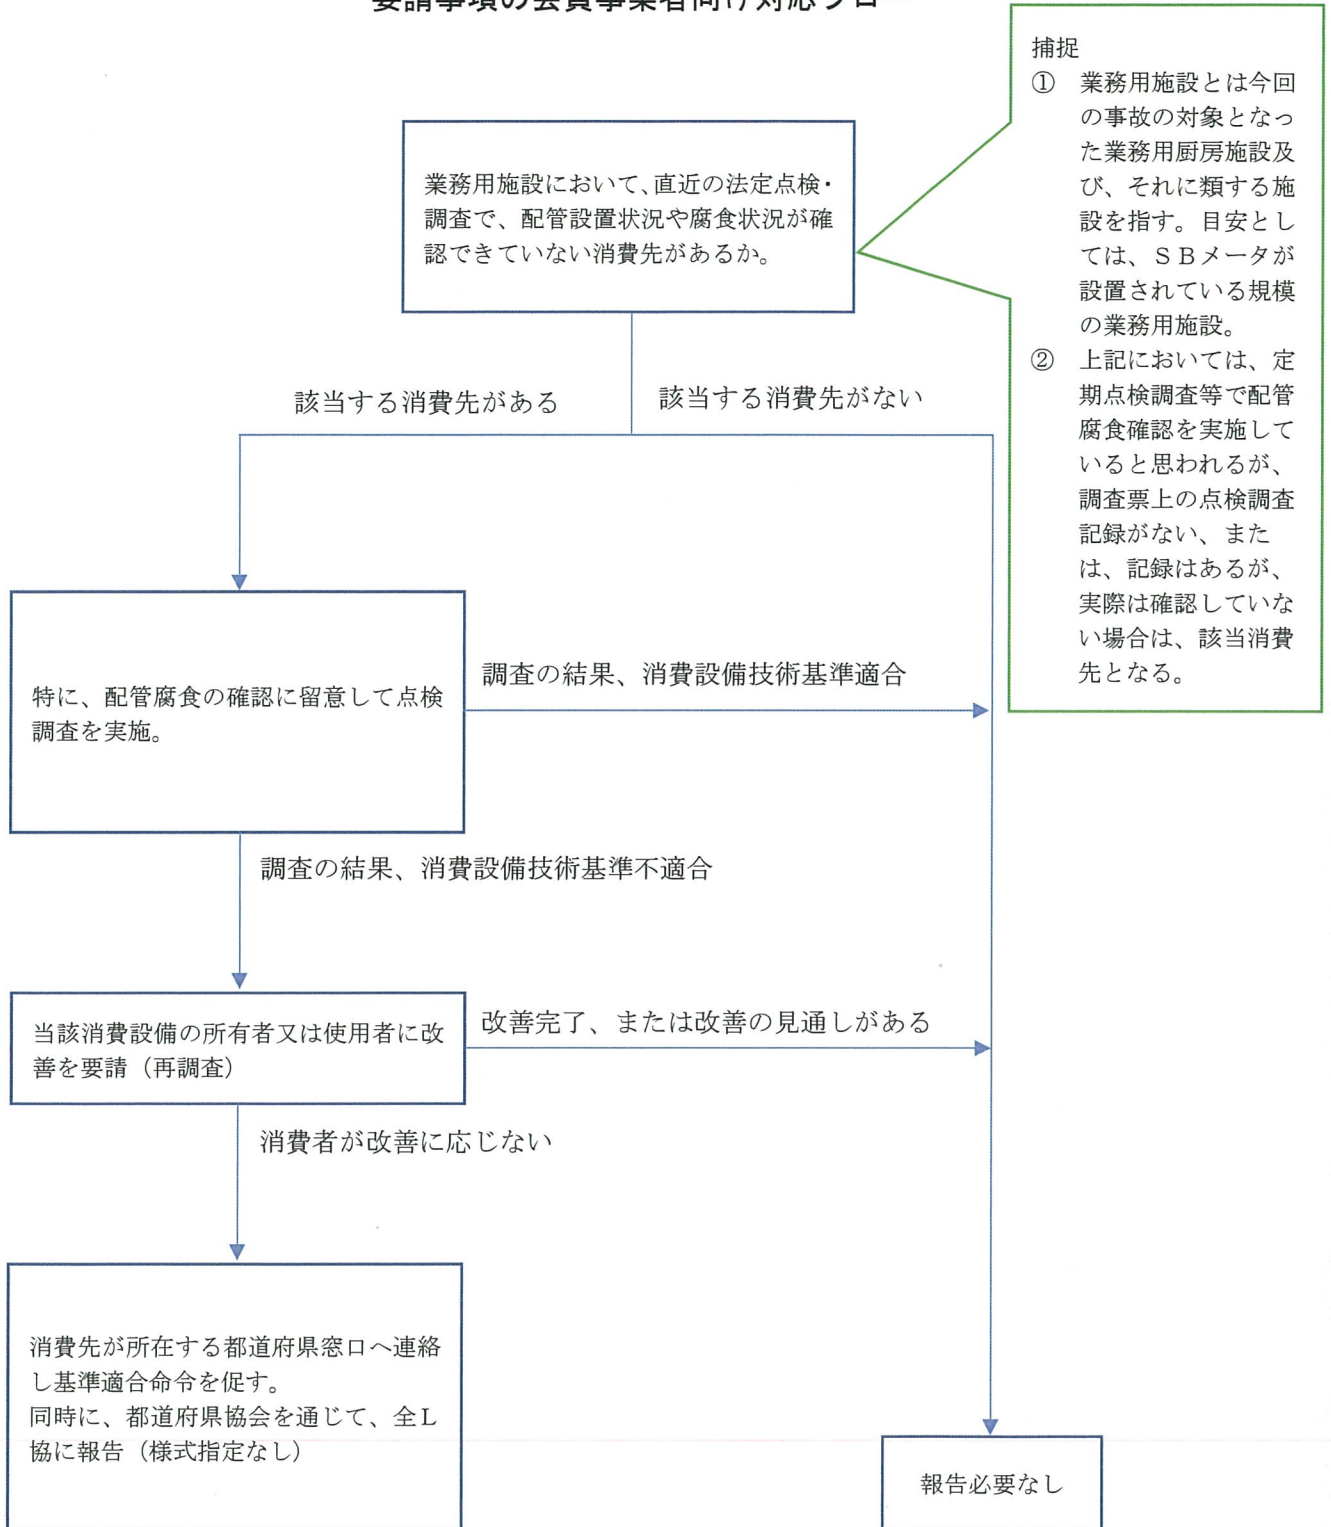 要請事項の会員事業者向け対応フロー
業務用施設において、直近の法定点検・
調査で、配管設置状況や腐食状況が確
認できていない消費先があるか。
捕捉
① 業務用施設とは今回
の事故の対象となっ
た業務用厨房施設及
び、それに類する施
設を指す。目安とし
ては、ＳＢメータが
設置されている規模
の業務用施設。
② 上記においては、定
期点検調査等で配管
腐食確認を実施して
いると思われるが、
調査票上の点検調査
記録がない、また
は、記録はあるが、
実際は確認していな
い場合は、該当消費
先となる。
該当する消費先がある
該当する消費先がない
特に、配管腐食の確認に留意して点検
調査を実施。
調査の結果、消費設備技術基準適合
調査の結果、消費設備技術基準不適合
当該消費設備の所有者又は使用者に改
善を要請（再調査）
改善完了、または改善の見通しがある
消費者が改善に応じない
消費先が所在する都道府県窓口へ連絡
し基準適合命令を促す。
同時に、都道府県協会を通じて、全Ｌ
協に報告（様式指定なし）
報告必要なし